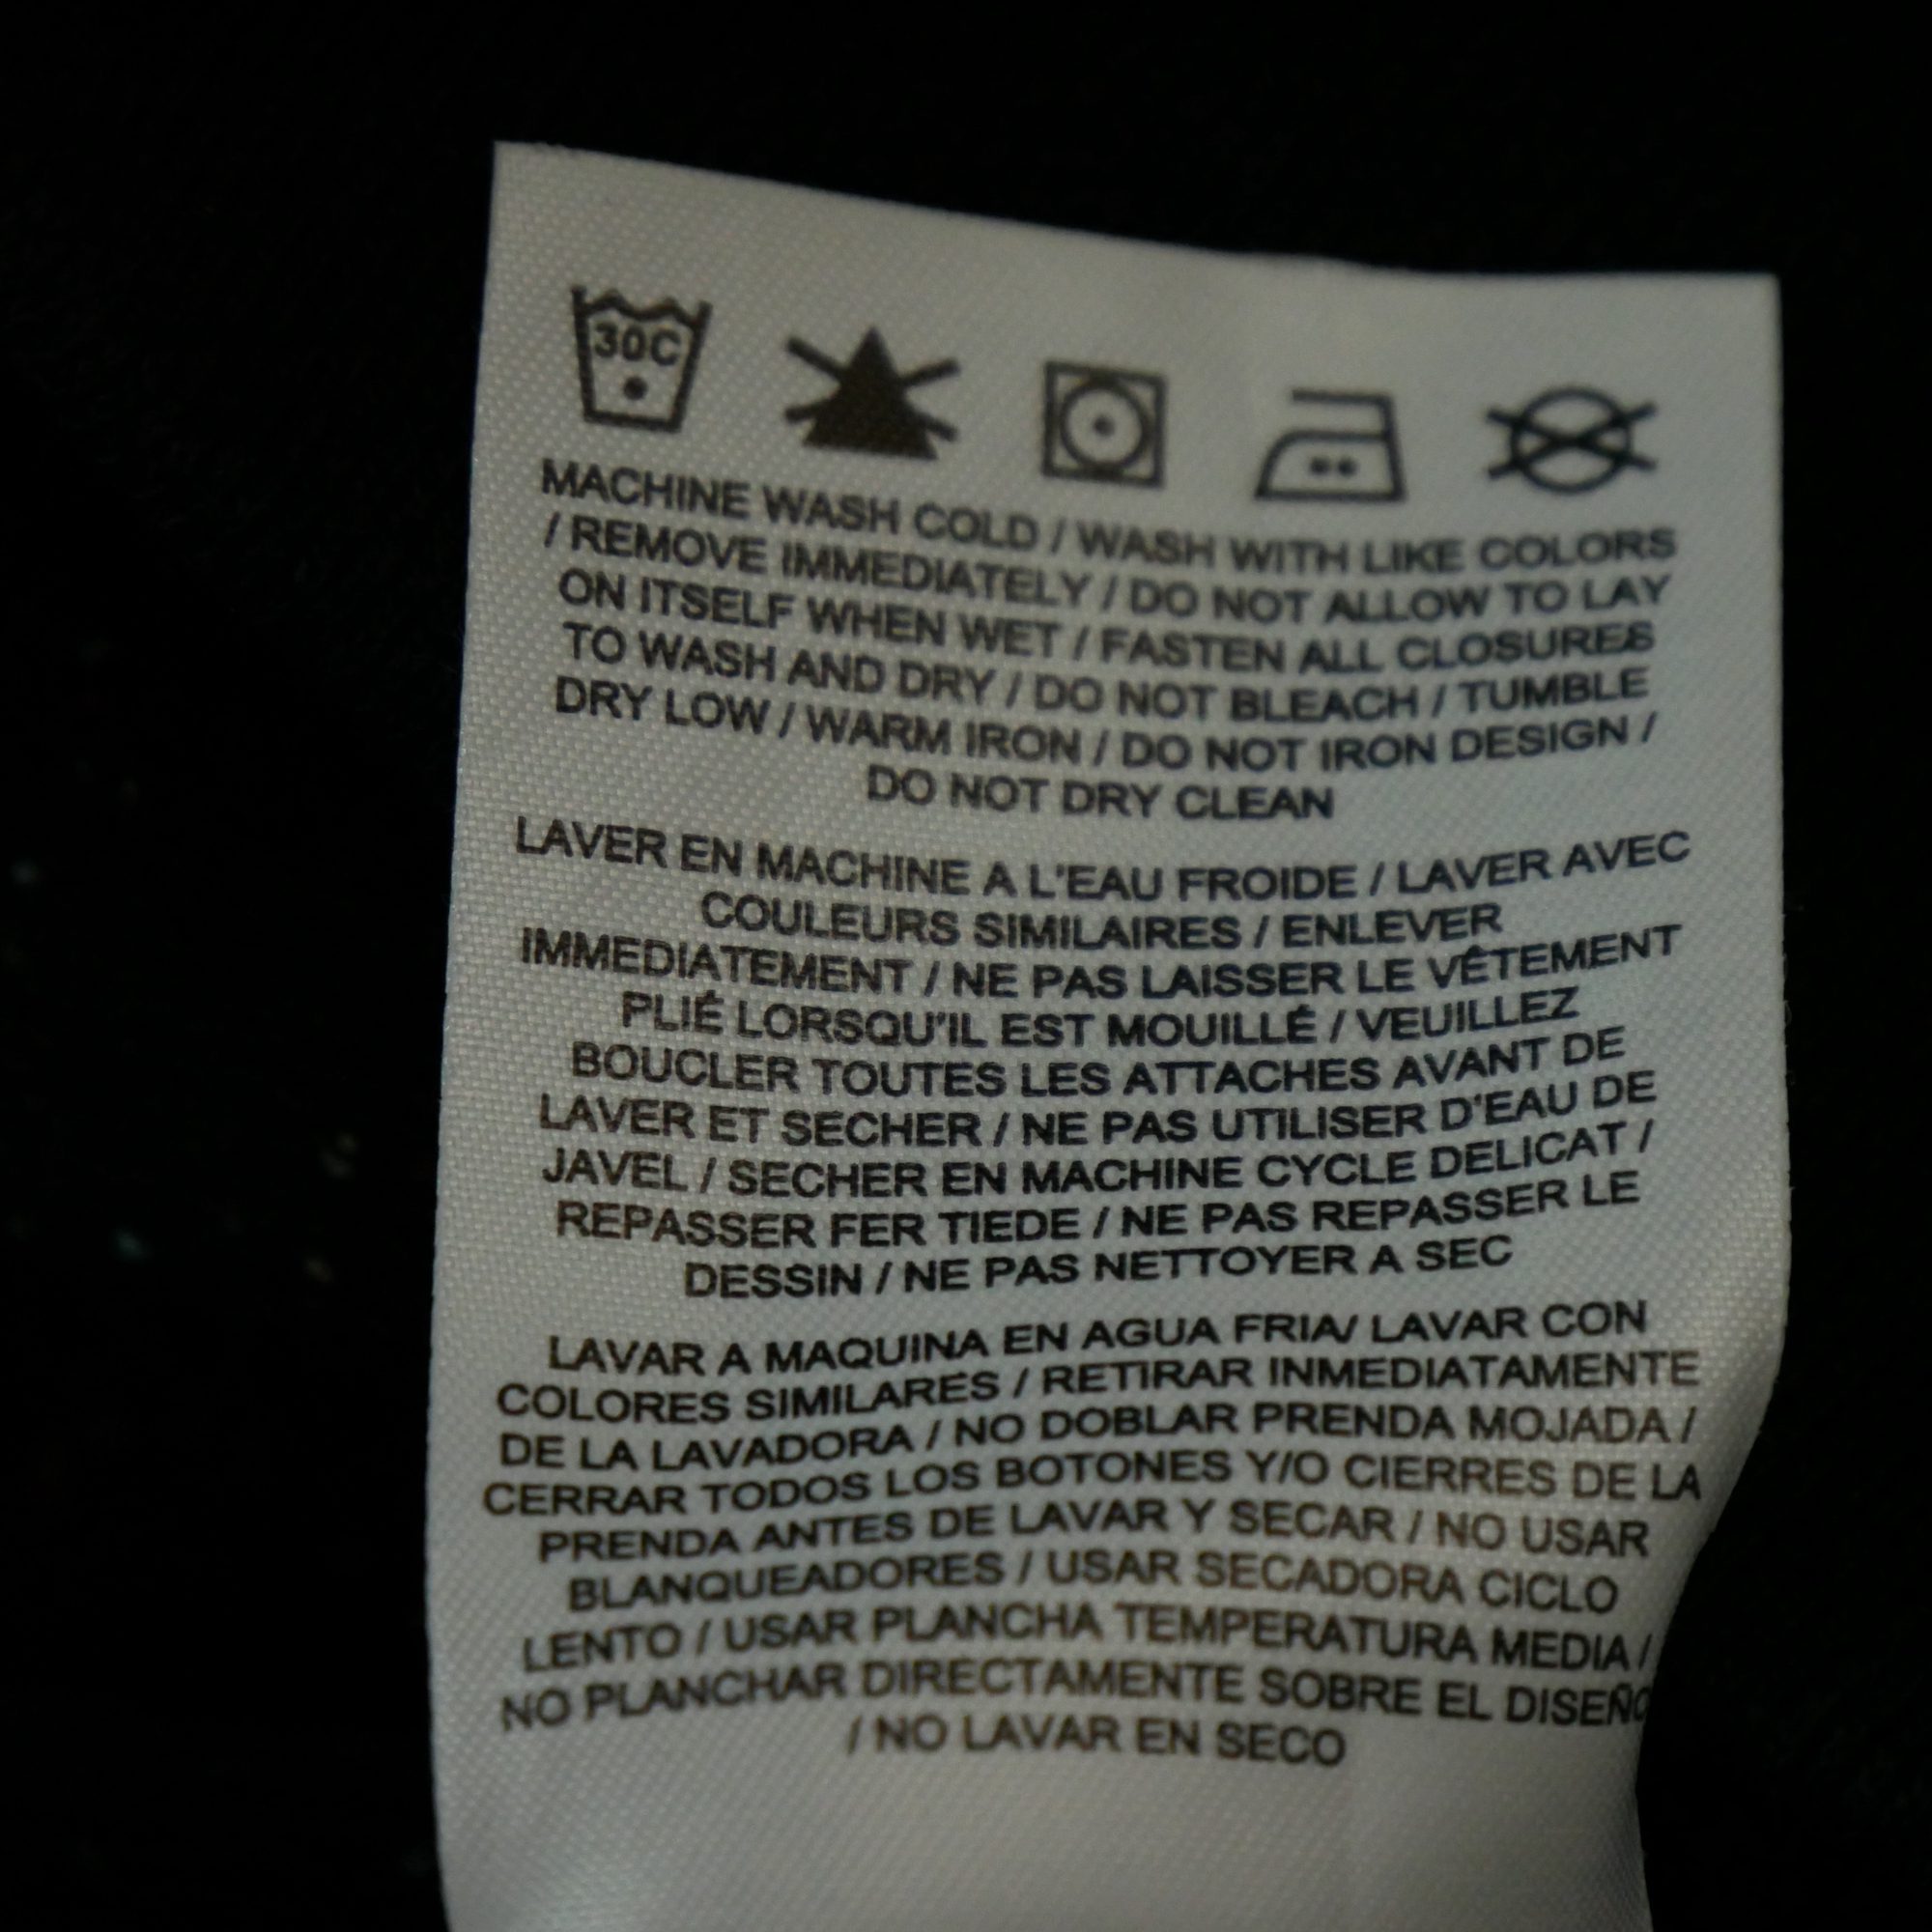 30C
MACHINE WASH COLD / WASH WITH LIKE COLORS
/ REMOVE IMMEDIATELY / DO NOT ALLOW TO LAY
ON ITSELF WHEN WET / FASTEN ALL CLOSURES
TO WASH AND DRY / DO NOT BLEACH / TUMBLE
DRY LOW / WARM IRON / DO NOT IRON DESIGN /
DO NOT DRY CLEAN
LAVER EN MACHINE A L'EAU FROIDE / LAVER AVEC
COULEURS SIMILAIRES / ENLEVER
IMMEDIATEMENT / NE PAS LAISSER LE VÊTEMENT
PLIÉ LORSQU'IL EST MOUILLÉ / VEUILLEZ
BOUCLER TOUTES LES ATTACHES AVANT DE
LAVER ET SECHER / NE PAS UTILISER D'EAU DE
JAVEL / SECHER EN MACHINE CYCLE DELICAT /
REPASSER FER TIEDE / NE PAS REPASSER LE
DESSIN / NE PAS NETTOYER A SEC
LAVAR A MAQUINA EN AGUA FRIA/ LAVAR CON
COLORES SIMILARES / RETIRAR INMEDIATAMENTE
DE LA LAVADORA / NO DOBLAR PRENDA MOJADA /
CERRAR TODOS LOS BOTONES Y/O CIERRES DE LA
PRENDA ANTES DE LAVAR Y SECAR / NO USAR
BLANQUEADORES / USAR SECADORA CICLO
LENTO / USAR PLANCHA TEMPERATURA MEDIA /
NO PLANCHAR DIRECTAMENTE SOBRE EL DISEÑO
/ NO LAVAR EN SECO